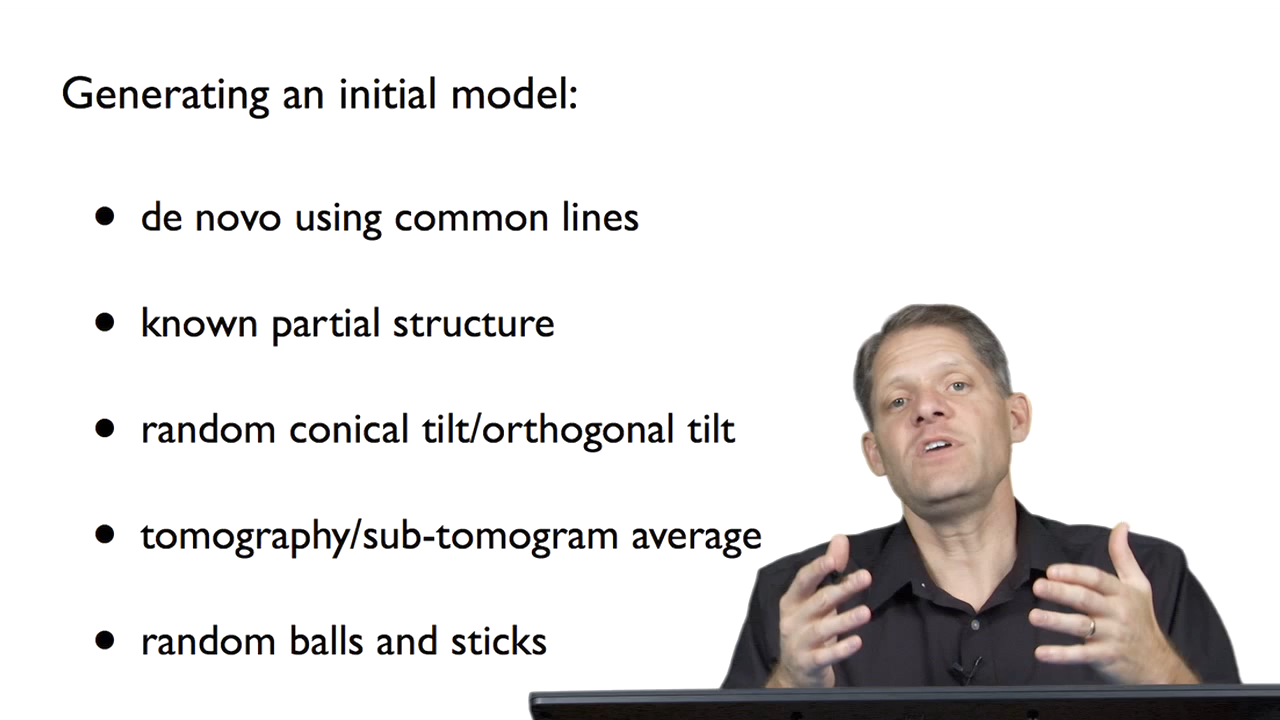 Generating an initial model:
• de novo using common lines
• known partial structure
• random conical tilt/orthogonal tilt
• tomography/sub-tomogram average
• random balls and sticks